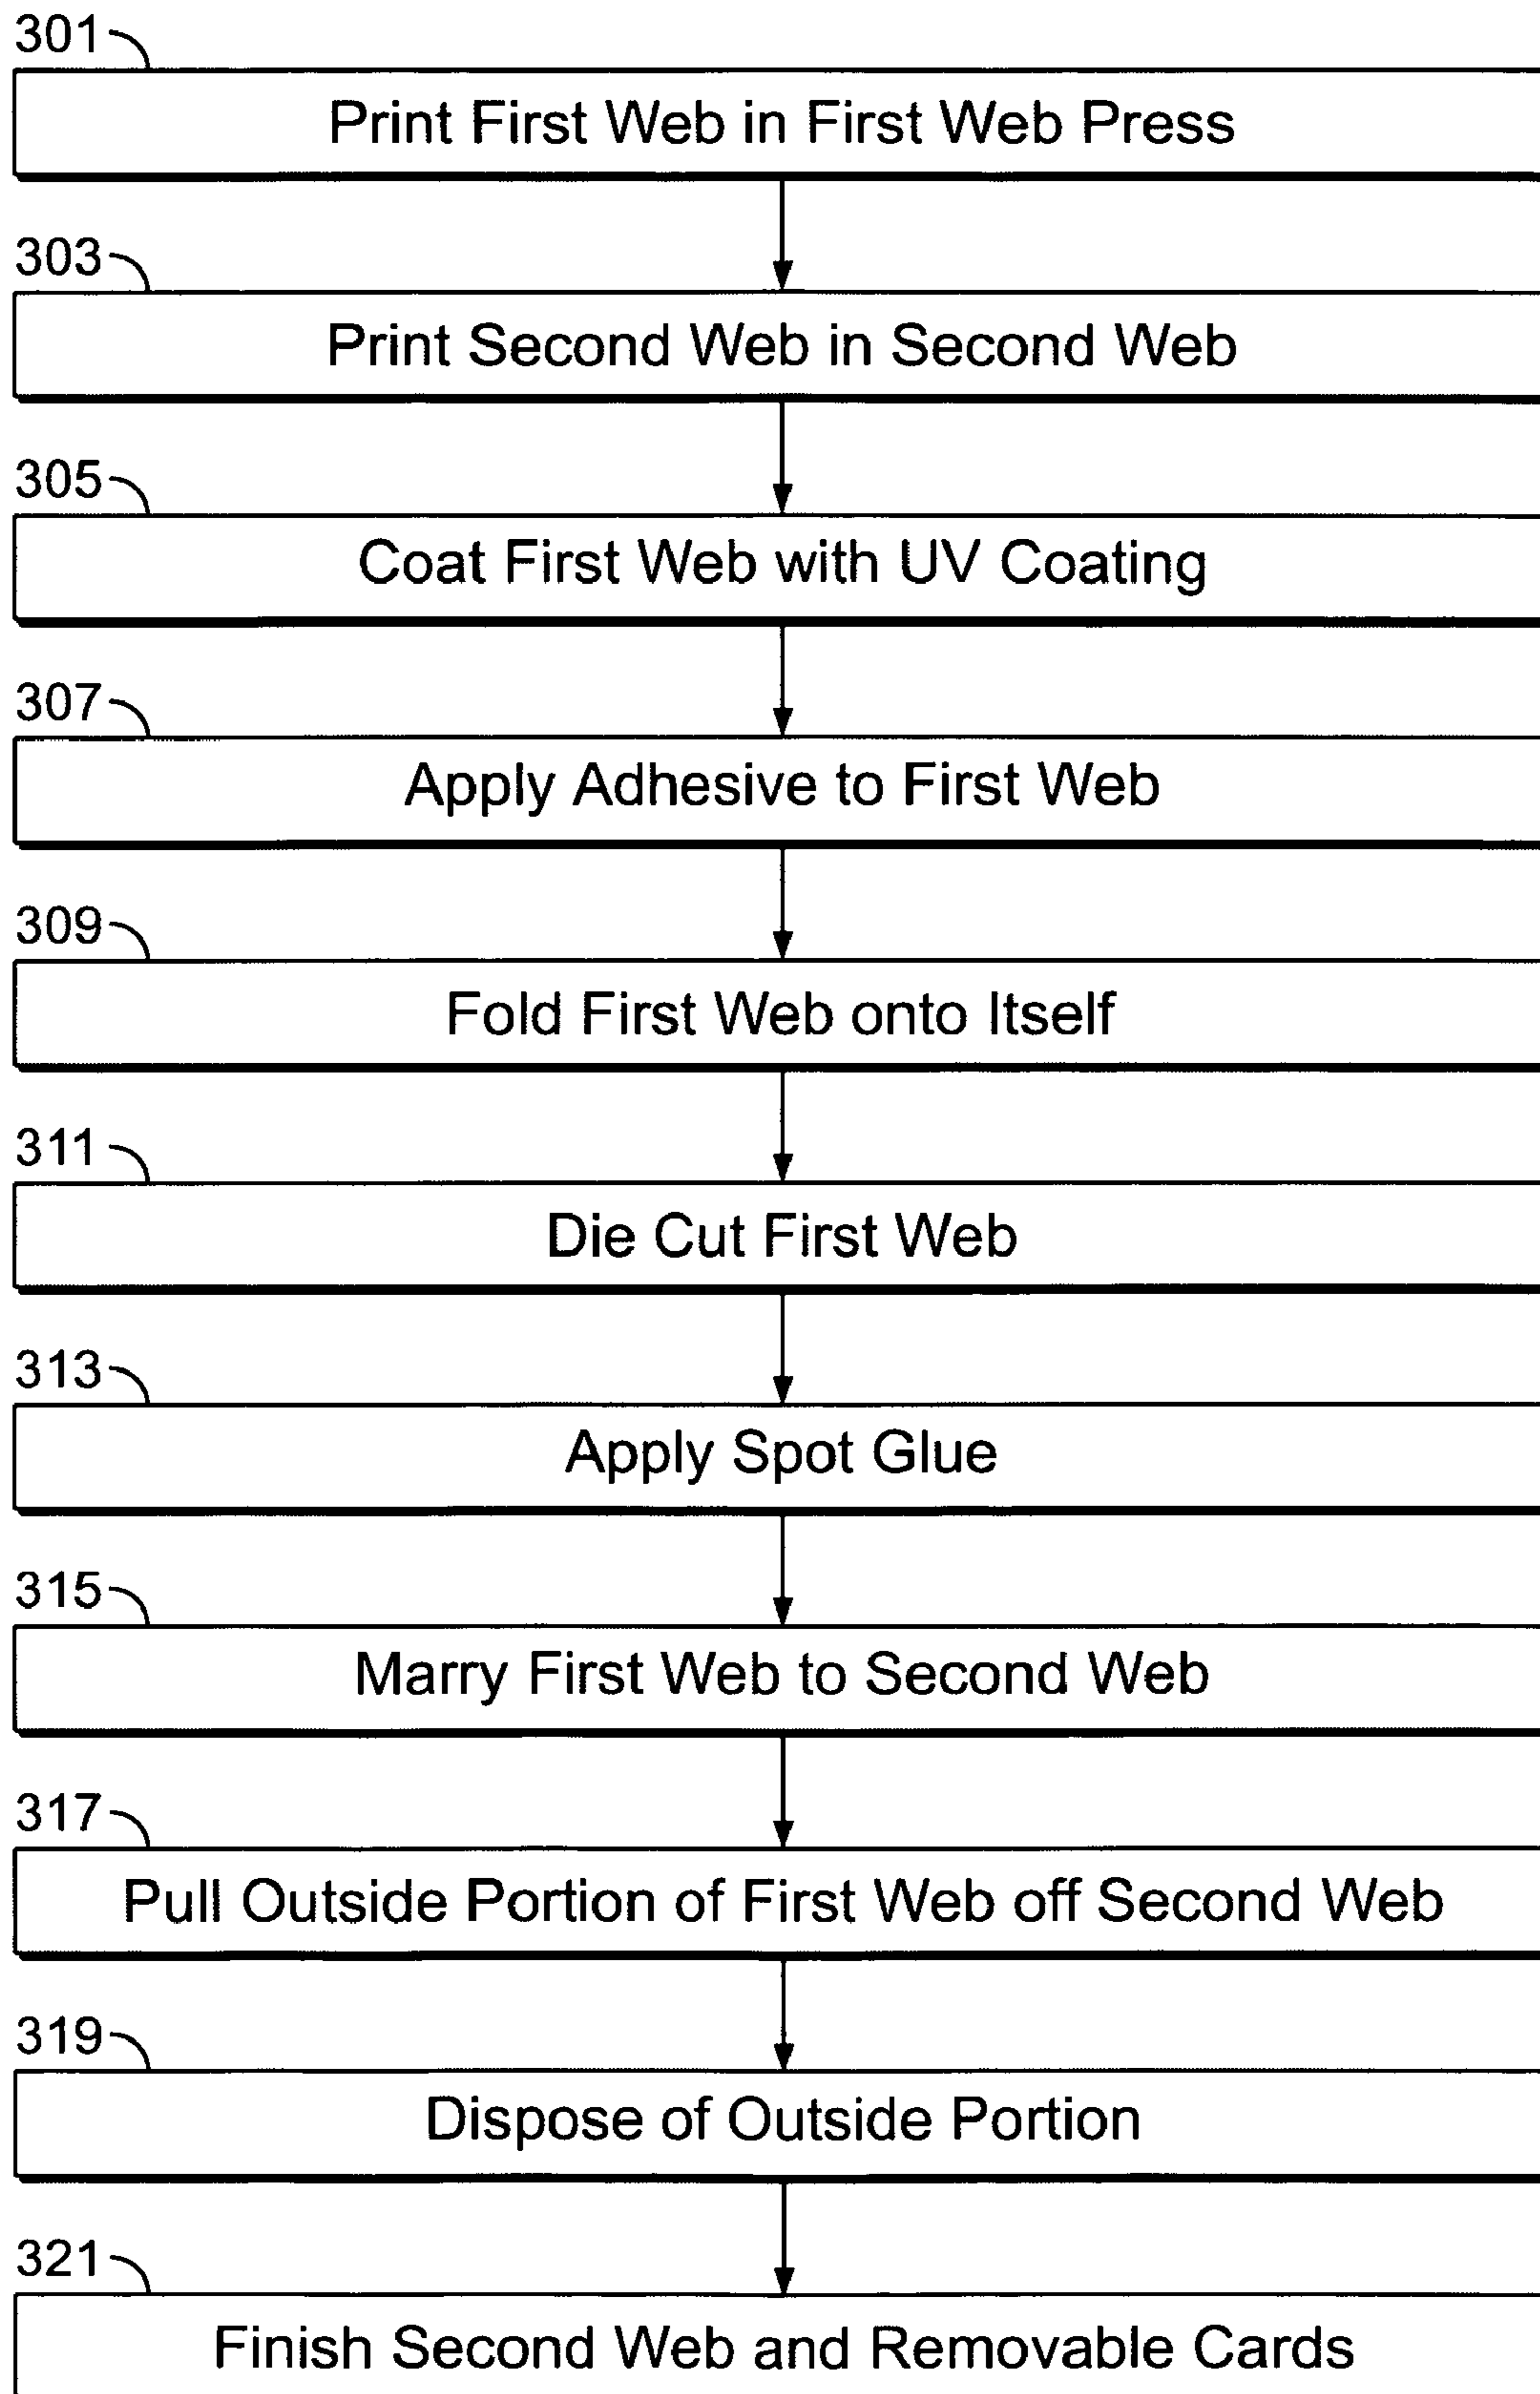 301
Print First Web in First Web Press
303
Print Second Web in Second Web
305
Coat First Web with UV Coating
307
Apply Adhesive to First Web
309
Fold First Web onto Itself
311
Die Cut First Web
313
Apply Spot Glue
315
Marry First Web to Second Web
317
Pull Outside Portion of First Web off Second Web
319
Dispose of Outside Portion
321
Finish Second Web and Removable Cards